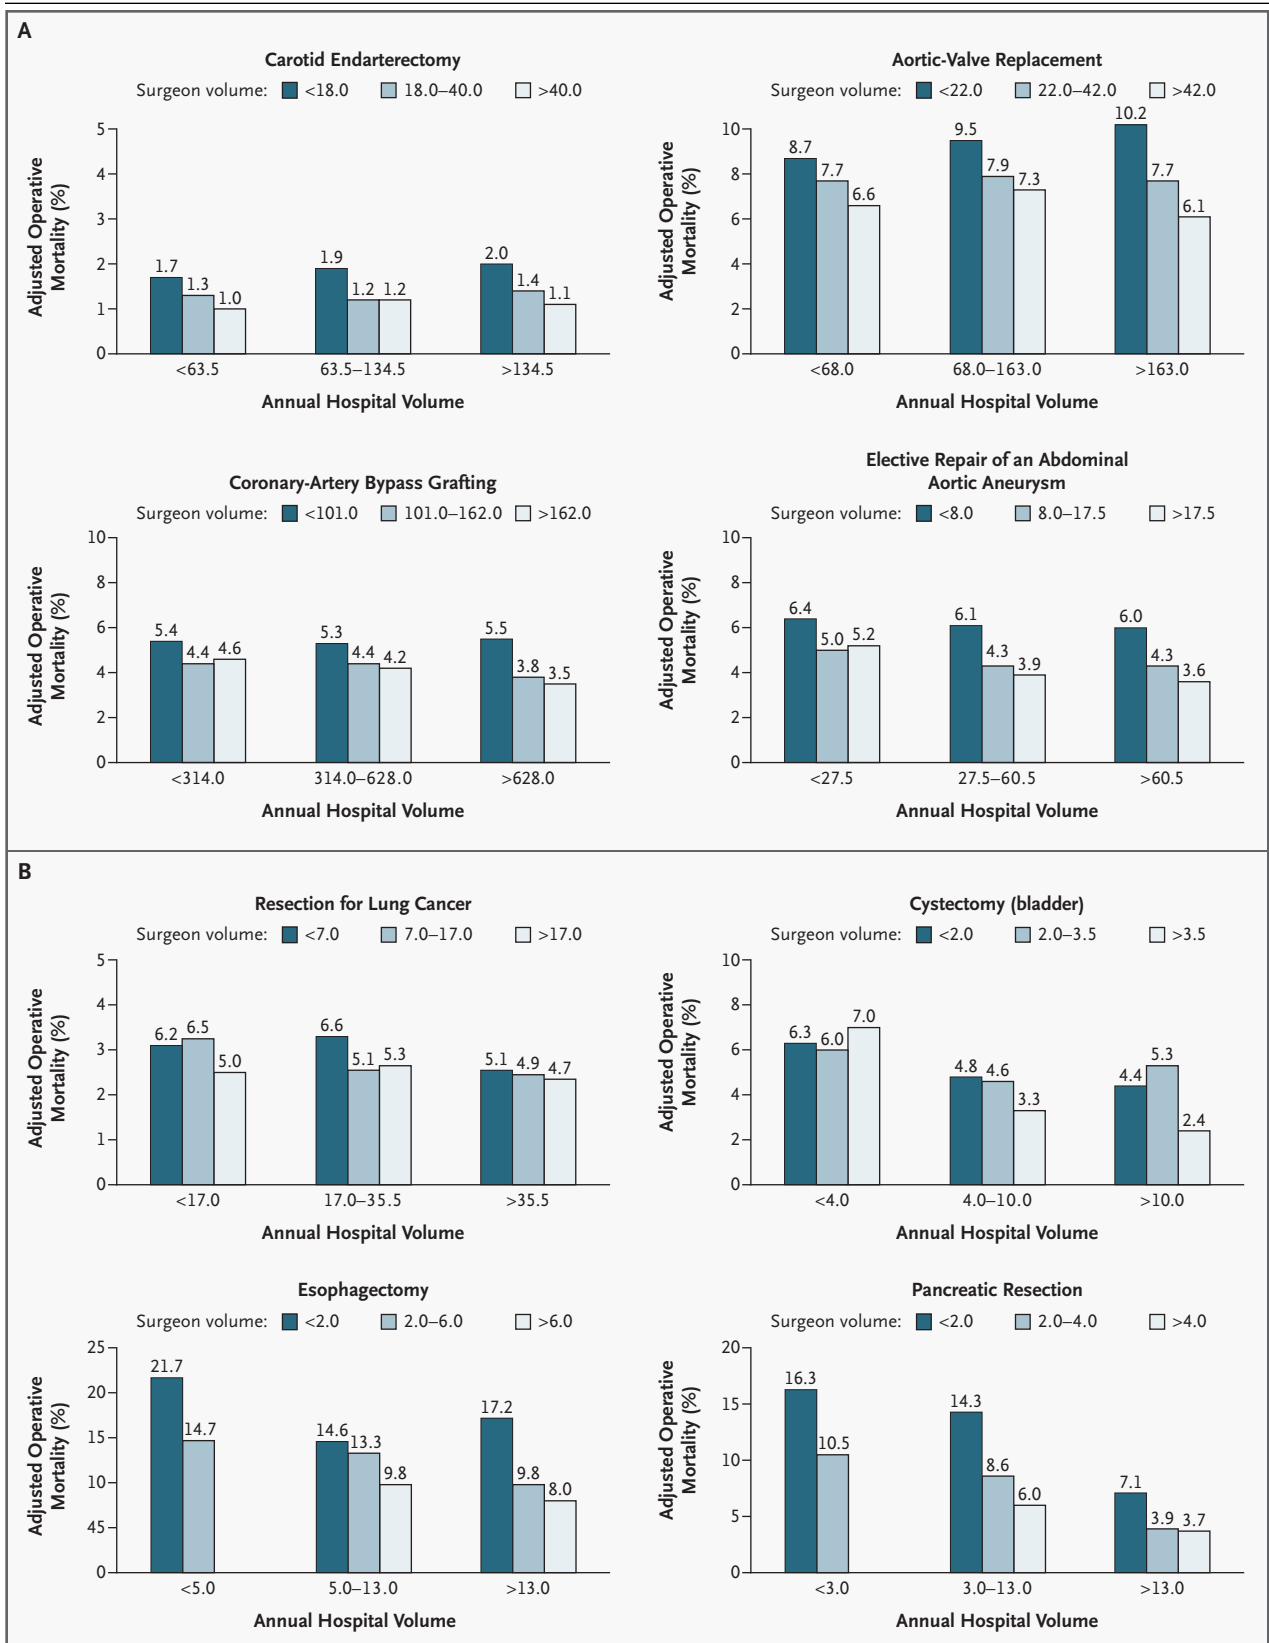 A
Carotid Endarterectomy
Surgeon volume: <18.0 18.0–40.0 >40.0
Adjusted Operative
Mortality (%)
5
4
3
2
1
0
1.7
1.3
1.0
1.9
1.2
1.2
2.0
1.4
1.1
<63.5 63.5–134.5 >134.5
Annual Hospital Volume
Aortic-Valve Replacement
Surgeon volume: <22.0 22.0–42.0 >42.0
Adjusted Operative
Mortality (%)
10
8
6
4
2
0
8.7
7.7
6.6
9.5
7.9
7.3
10.2
7.7
6.1
<68.0 68.0–163.0 >163.0
Annual Hospital Volume
Coronary-Artery Bypass Grafting
Surgeon volume: <101.0 101.0–162.0 >162.0
Adjusted Operative
Mortality (%)
10
8
6
4
2
0
5.4
4.4
4.6
5.3
4.4
4.2
5.5
3.8
3.5
<314.0 314.0–628.0 >628.0
Annual Hospital Volume
Elective Repair of an Abdominal
Aortic Aneurysm
Surgeon volume: <8.0 8.0–17.5 >17.5
Adjusted Operative
Mortality (%)
10
8
6
4
2
0
6.4
5.0
5.2
6.1
4.3
3.9
6.0
4.3
3.6
<27.5 27.5–60.5 >60.5
Annual Hospital Volume
B
Resection for Lung Cancer
Surgeon volume: <7.0 7.0–17.0 >17.0
Adjusted Operative
Mortality (%)
5
4
3
2
1
0
6.2
6.5
5.0
6.6
5.1
5.3
5.1
4.9
4.7
<17.0 17.0–35.5 >35.5
Annual Hospital Volume
Cystectomy (bladder)
Surgeon volume: <2.0 2.0–3.5 >3.5
Adjusted Operative
Mortality (%)
10
8
6
4
2
0
6.3
6.0
7.0
4.8
4.6
3.3
4.4
5.3
2.4
<4.0 4.0–10.0 >10.0
Annual Hospital Volume
Esophagectomy
Surgeon volume: <2.0 2.0–6.0 >6.0
Adjusted Operative
Mortality (%)
25
20
15
10
45
0
21.7
14.7
14.6
13.3
9.8
17.2
9.8
8.0
<5.0 5.0–13.0 >13.0
Annual Hospital Volume
Pancreatic Resection
Surgeon volume: <2.0 2.0–4.0 >4.0
Adjusted Operative
Mortality (%)
20
15
10
5
0
16.3
10.5
14.3
8.6
6.0
7.1
3.9
3.7
<3.0 3.0–13.0 >13.0
Annual Hospital Volume